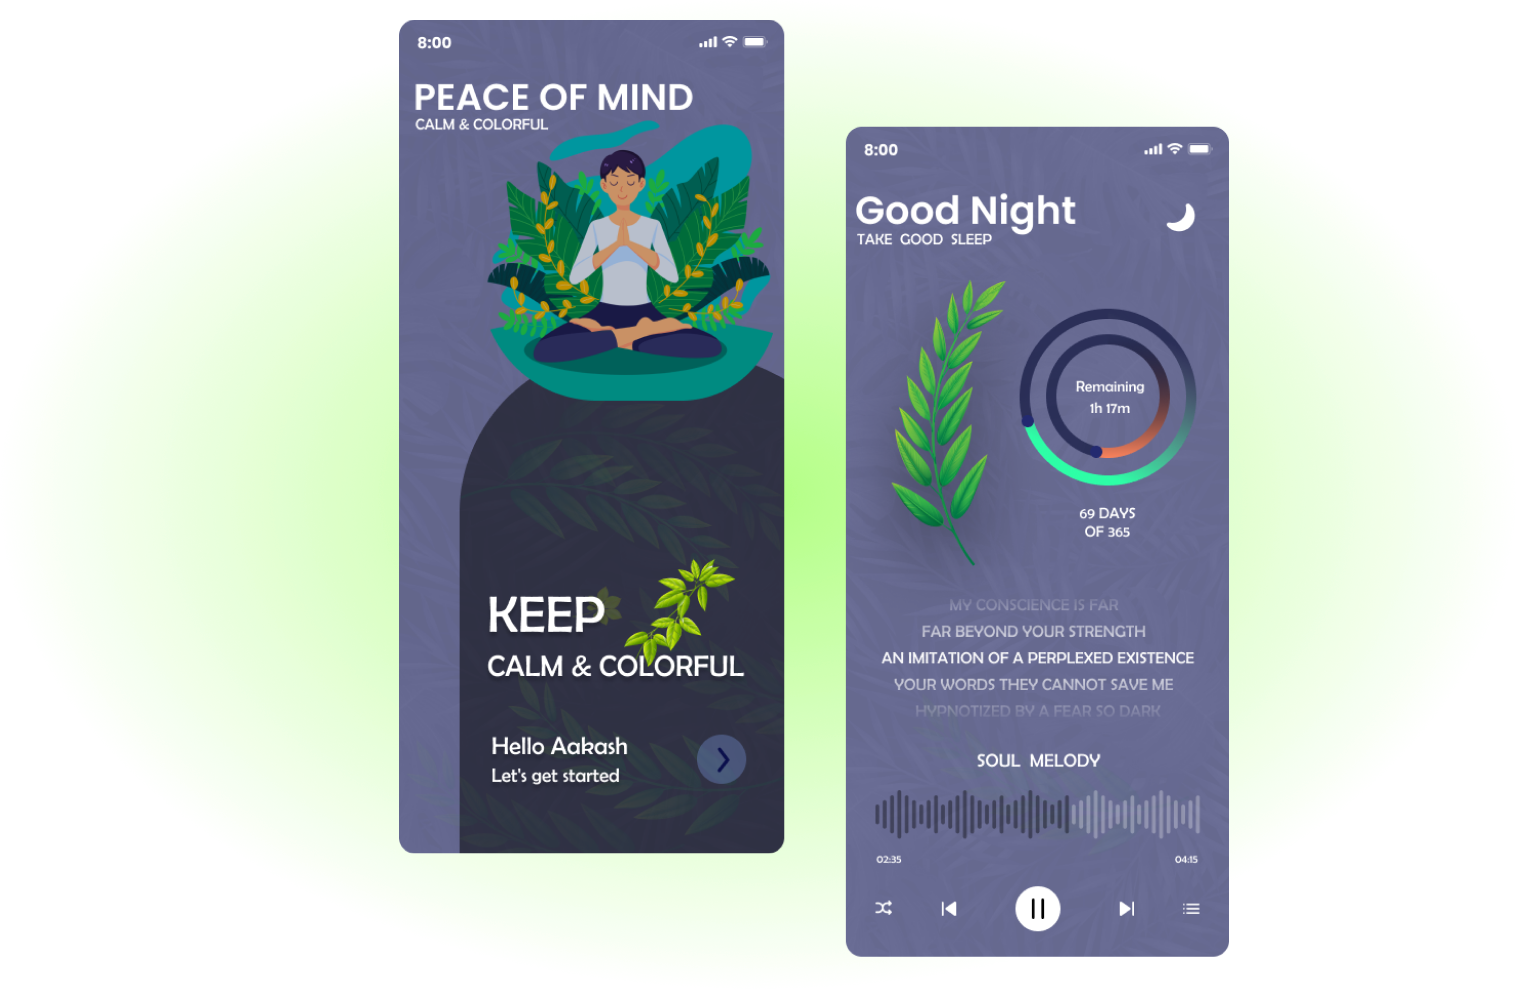 8:00
PEACE OF MIND
CALM & COLORFUL
KEEP
CALM & COLORFUL
Hello Aakash
Let's get started
8:00
Good Night
TAKE GOOD SLEEP
Remaining
1h 17m
69 DAYS
OF 365
MY CONSCIENCE IS FAR
FAR BEYOND YOUR STRENGTH
AN IMITATION OF A PERPLEXED EXISTENCE
YOUR WORDS THEY CANNOT SAVE ME
HYPNOTIZED BY A FEAR SO DARK
SOUL MELODY
02:35
04:15